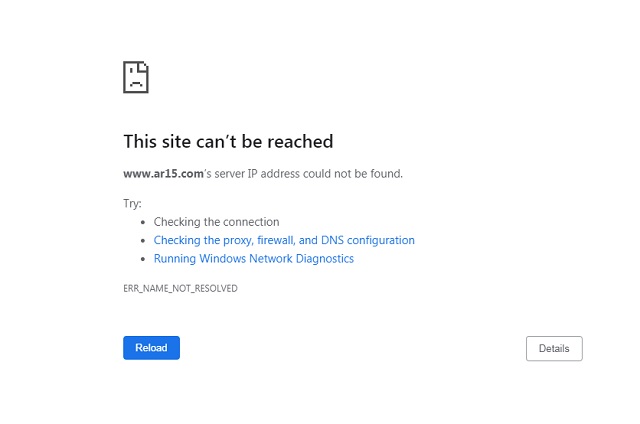 This site can’t be reached
www.ar15.com's server IP address could not be found.
Try:
• Checking the connection
• Checking the proxy, firewall, and DNS configuration
• Running Windows Network Diagnostics
ERR_NAME_NOT_RESOLVED
Reload
Details